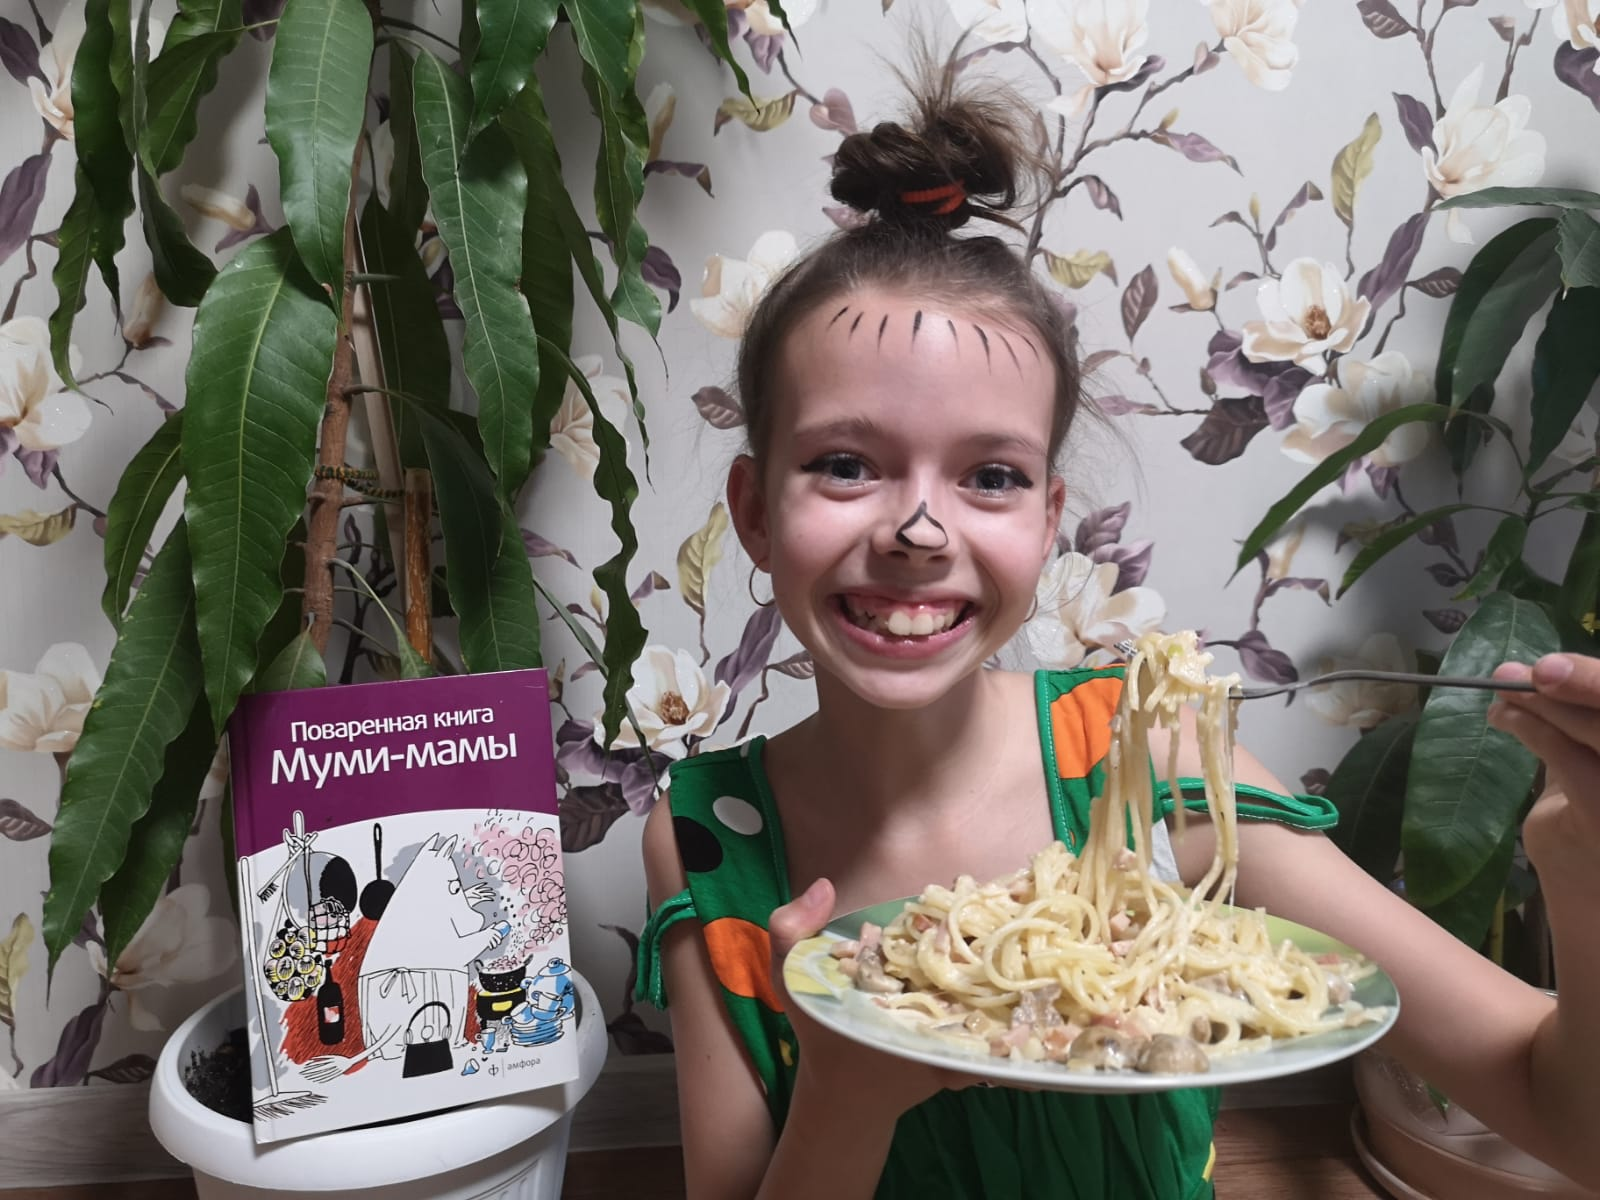 Поваренная книга
Муми-мамы
амфора